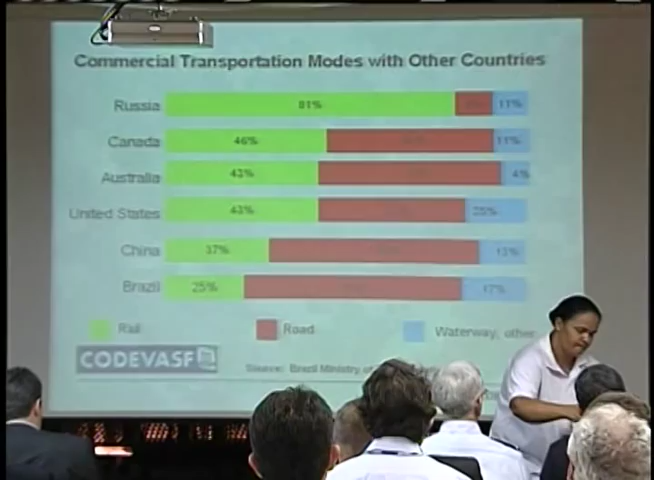 Commercial Transportation Modes with Other Countries
Russia 81% 11%
Canada 46% 11%
Australia 43% 4%
United States 43% 25%
China 37% 13%
Brazil 25% 17%
Rail Road Waterway, other
CODEVASF
Source: Brazil Ministry of